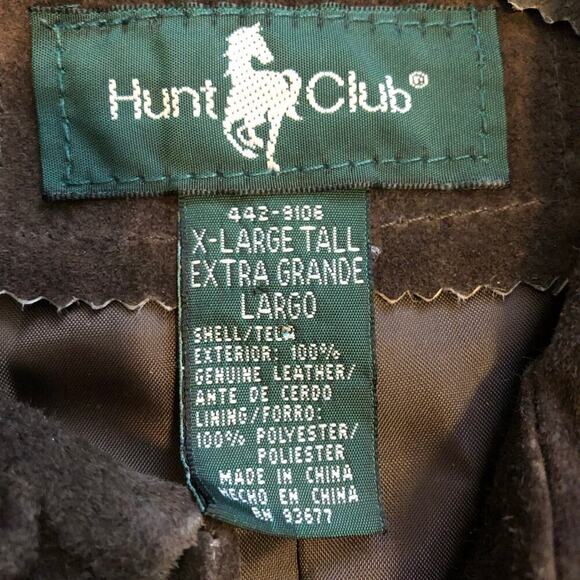 Hunt Club®
442-9106
X-LARGE TALL
EXTRA GRANDE
LARGO
SHELL/TELA
EXTERIOR: 100%
GENUINE LEATHER/
ANTE DE CERDO
LINING/FORRO:
100% POLYESTER/
POLIESTER
MADE IN CHINA
HECHO EN CHINA
RN 93677